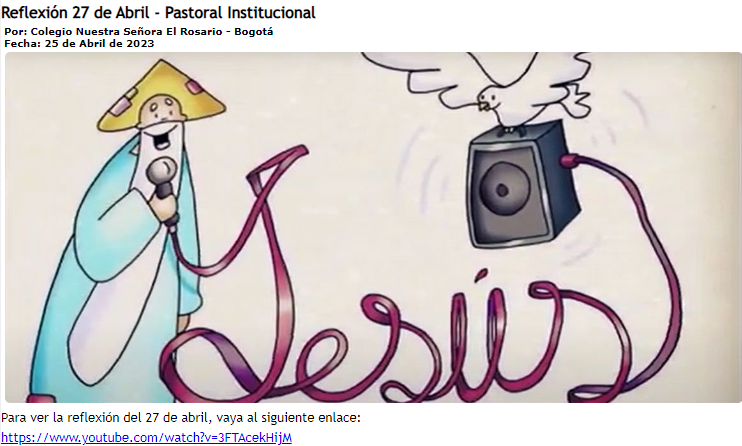 Reflexión 27 de Abril - Pastoral Institucional
Por: Colegio Nuestra Señora El Rosario - Bogotá
Fecha: 25 de Abril de 2023
Jesús
Para ver la reflexión del 27 de abril, vaya al siguiente enlace:
https://www.youtube.com/watch?v=3FTAcekHijM